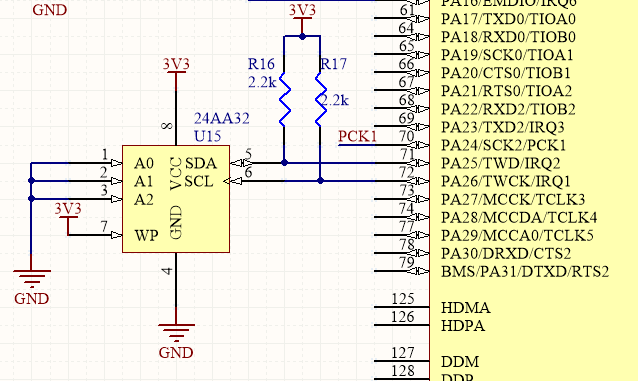 GND
3V3
PA16/EMDIO/IRQ6
61 PA17/TXD0/TIOA0
64 PA18/RXD0/TIOB0
65 PA19/SCK0/TIOA1
66 PA20/CTS0/TIOB1
67 PA21/RTS0/TIOA2
68 PA22/RXD2/TIOB2
69 PA23/TXD2/IRQ3
PCK1 70 PA24/SCK2/PCK1
71 PA25/TWD/IRQ2
72 PA26/TWCK/IRQ1
73 PA27/MCCK/TCLK3
74 PA28/MCCDA/TCLK4
77 PA29/MCCA0/TCLK5
78 PA30/DRXD/CTS2
79 BMS/PA31/DTXD/RTS2
125 HDMA
126 HDPA
127 DDM
128 DDP
R16
2.2k
R17
2.2k
3V3
8
24AA32
U15
1 A0
2 A1
3 A2
7 WP
VCC
GND
SDA 5
SCL 6
4
3V3
GND
GND